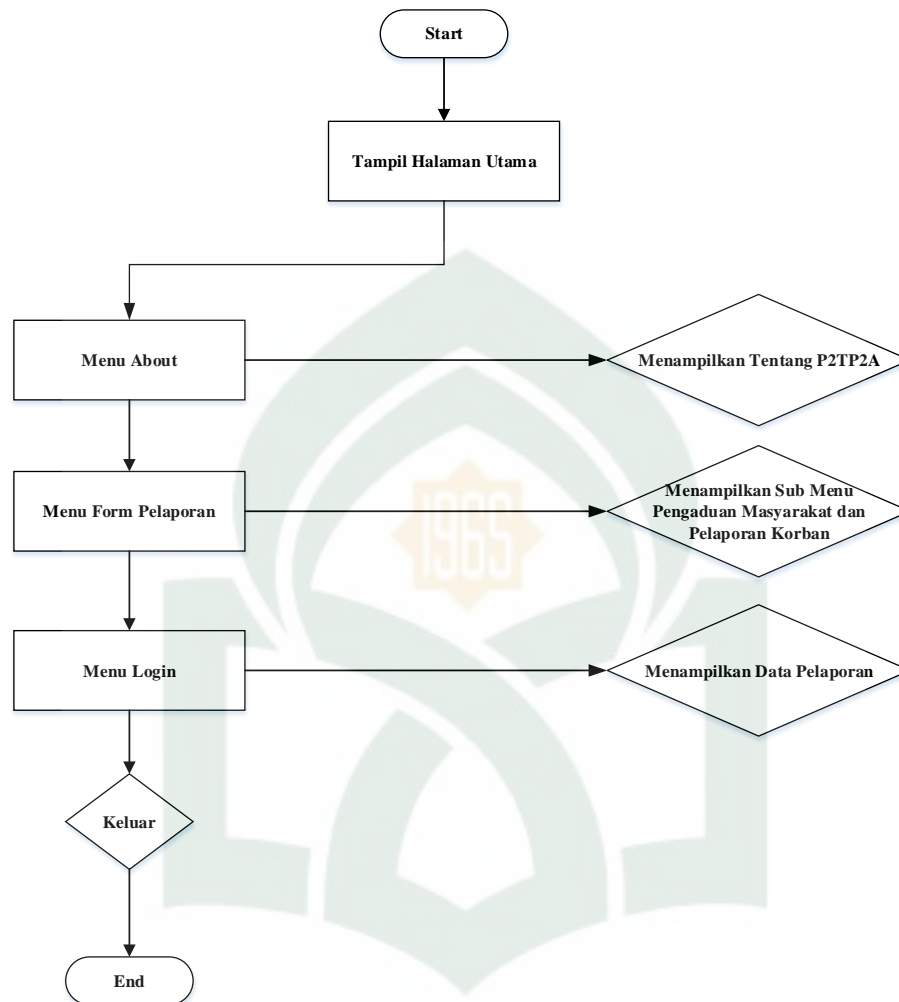 Start
Tampil Halaman Utama
Menu About
Menampilkan Tentang P2TP2A
Menu Form Pelaporan
Menampilkan Sub Menu
Pengaduan Masyarakat dan
Pelaporan Korban
1965
Menu Login
Menampilkan Data Pelaporan
Keluar
End